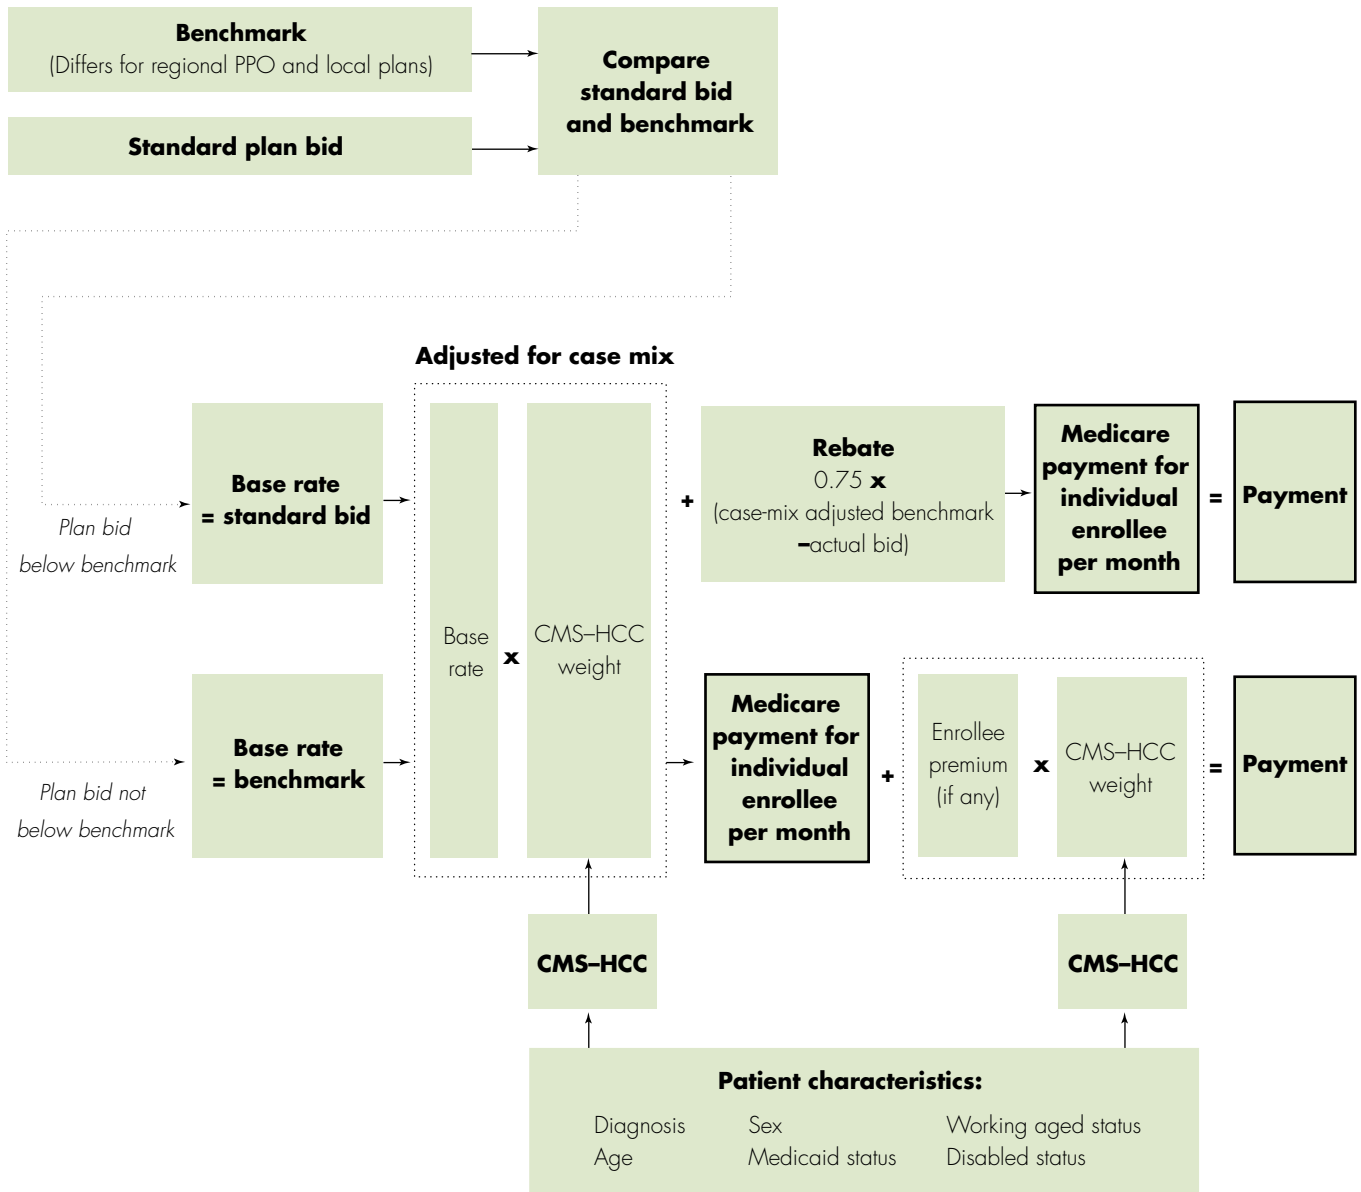 Benchmark
(Differs for regional PPO and local plans)
Standard plan bid
Compare
standard bid
and benchmark
Adjusted for case mix
Plan bid
below benchmark
Base rate
= standard bid
Base
rate
x
CMS–HCC
weight
+
Rebate
0.75 x
(case-mix adjusted benchmark
–actual bid)
Medicare
payment for
individual
enrollee
per month
=
Payment
Plan bid not
below benchmark
Base rate
= benchmark
Medicare
payment for
individual
enrollee
per month
+
Enrollee
premium
(if any)
x
CMS–HCC
weight
=
Payment
CMS–HCC
CMS–HCC
Patient characteristics:
Diagnosis Sex Working aged status
Age Medicaid status Disabled status